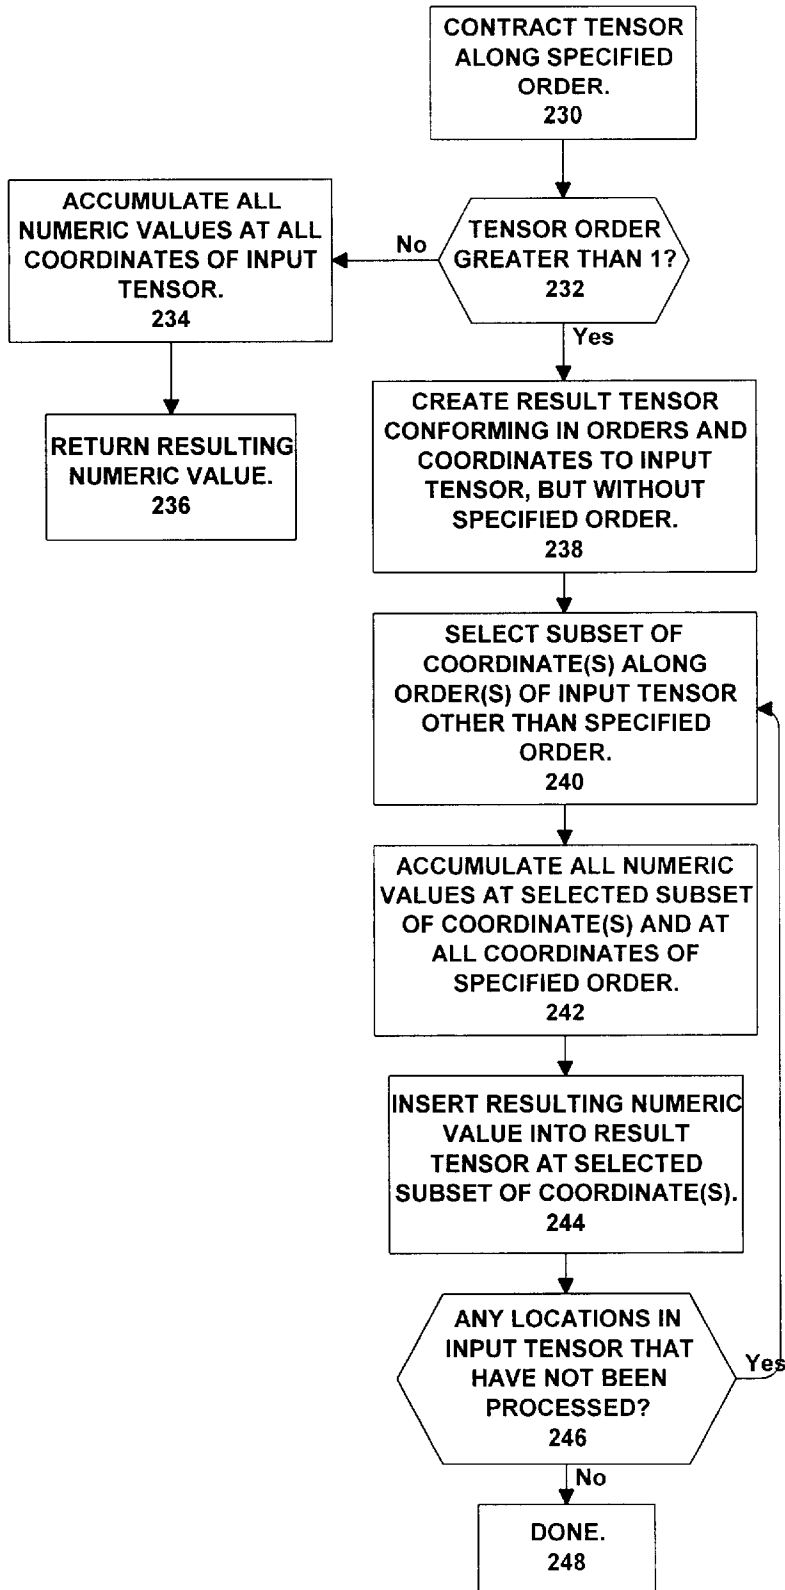 CONTRACT TENSOR
ALONG SPECIFIED
ORDER.
230
TENSOR ORDER
GREATER THAN 1?
232
No
ACCUMULATE ALL
NUMERIC VALUES AT ALL
COORDINATES OF INPUT
TENSOR.
234
RETURN RESULTING
NUMERIC VALUE.
236
Yes
CREATE RESULT TENSOR
CONFORMING IN ORDERS AND
COORDINATES TO INPUT
TENSOR, BUT WITHOUT
SPECIFIED ORDER.
238
SELECT SUBSET OF
COORDINATE(S) ALONG
ORDER(S) OF INPUT TENSOR
OTHER THAN SPECIFIED
ORDER.
240
ACCUMULATE ALL NUMERIC
VALUES AT SELECTED SUBSET
OF COORDINATE(S) AND AT
ALL COORDINATES OF
SPECIFIED ORDER.
242
INSERT RESULTING NUMERIC
VALUE INTO RESULT
TENSOR AT SELECTED
SUBSET OF COORDINATE(S).
244
ANY LOCATIONS IN
INPUT TENSOR THAT
HAVE NOT BEEN
PROCESSED?
246
Yes
No
DONE.
248